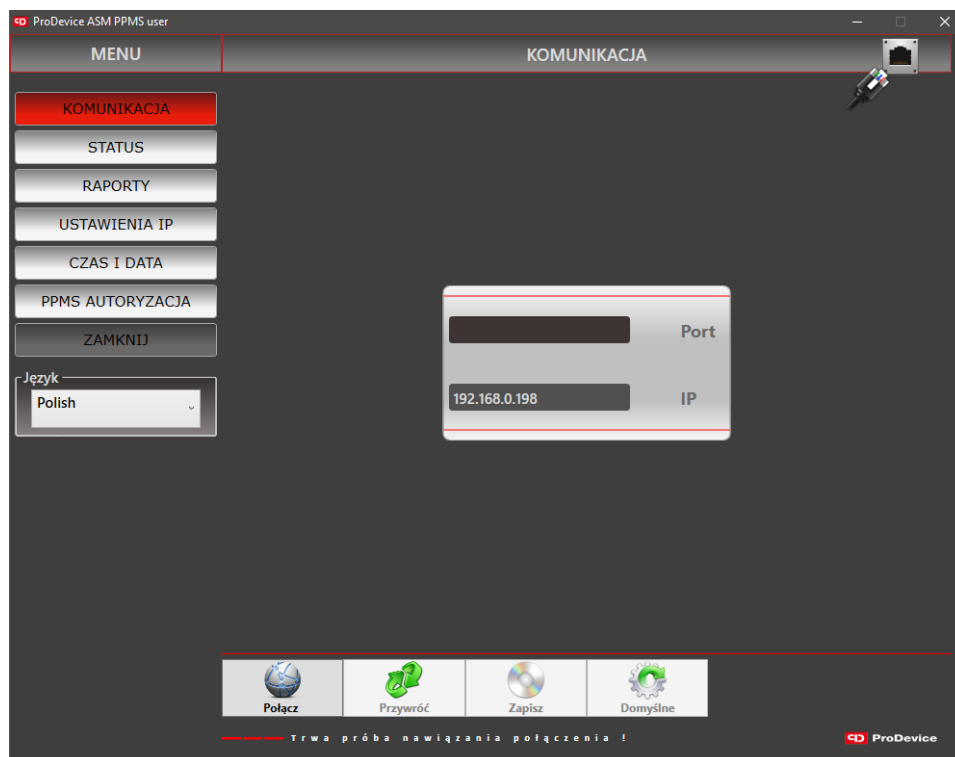 ProDevice ASM PPMS user
MENU
KOMUNIKACJA
KOMUNIKACJA
STATUS
RAPORTY
USTAWIENIA IP
CZAS I DATA
PPMS AUTORYZACJA
ZAMKNIJ
Język
Polish
Port
192.168.0.198 IP
Połącz Przywróć Zapisz Domyślne
Trwa próba nawiązania połączenia !
PD ProDevice